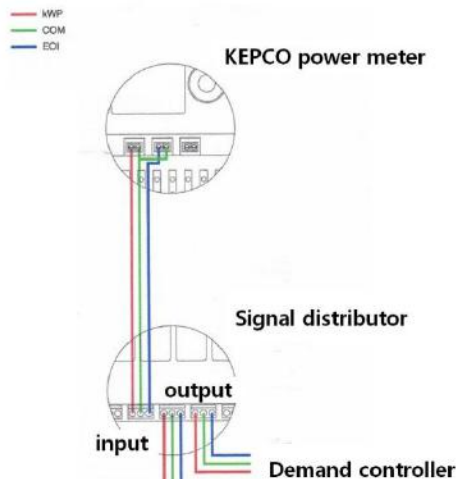 kWP
COM
EOI
KEPCO power meter
Signal distributor
output
input
Demand controller